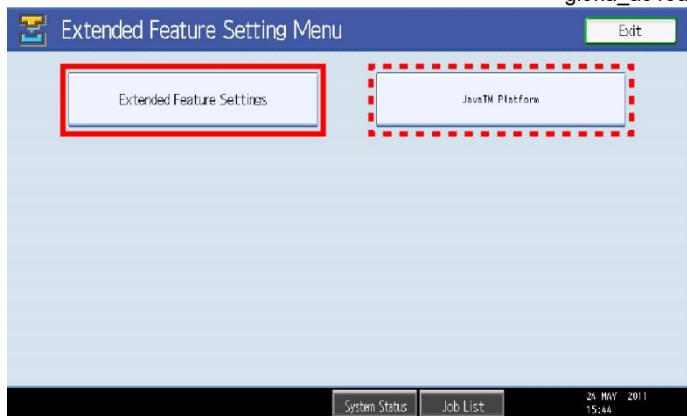 Extended Feature Setting Menu
Exit
Extended Feature Settings
JavaTM Platform
System Status
Job List
24 MAY 2011
15:44